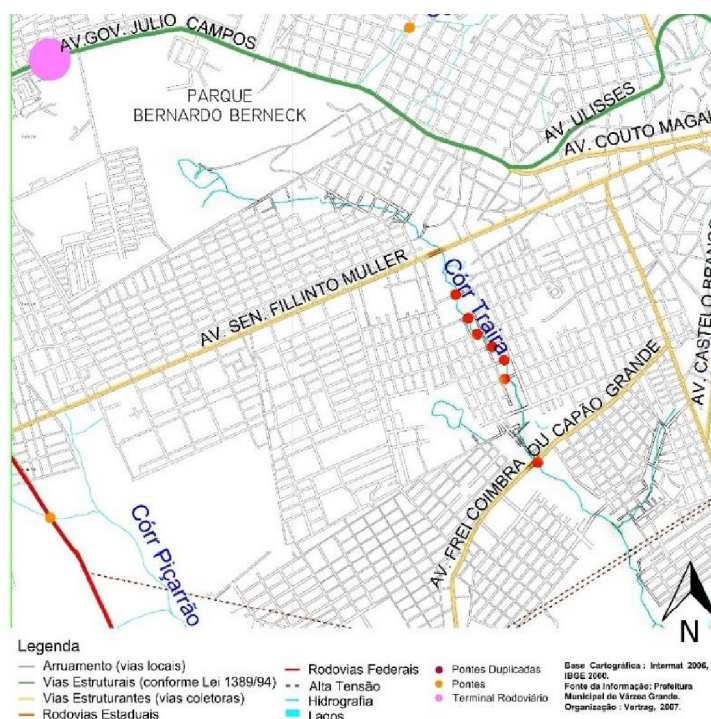 AV.GOV. JULIO CAMPOS
PARQUE
BERNARDO BERNECK
AV. ULISSES
AV. COUTO MAGAL
AV. SEN. FILLINTO MULLER
Córr Traira
AV. CASTELO BRANCO
AV. FREI COIMBRA OU CAPÃO GRANDE
Córr Piçarrão
N
Legenda
Arruamento (vias locais)
Vias Estruturais (conforme Lei 1389/94)
Vias Estruturantes (vias coletoras)
Rodovias Estaduais
Rodovias Federais
Alta Tensão
Hidrografia
Lagos
Pontes Duplicadas
Pontes
Terminal Rodoviário
Base Cartográfica : Intermat 2006,
IBGE 2000.
Fonte da Informação: Prefeitura
Municipal de Várzea Grande.
Organização : Vertrag, 2007.